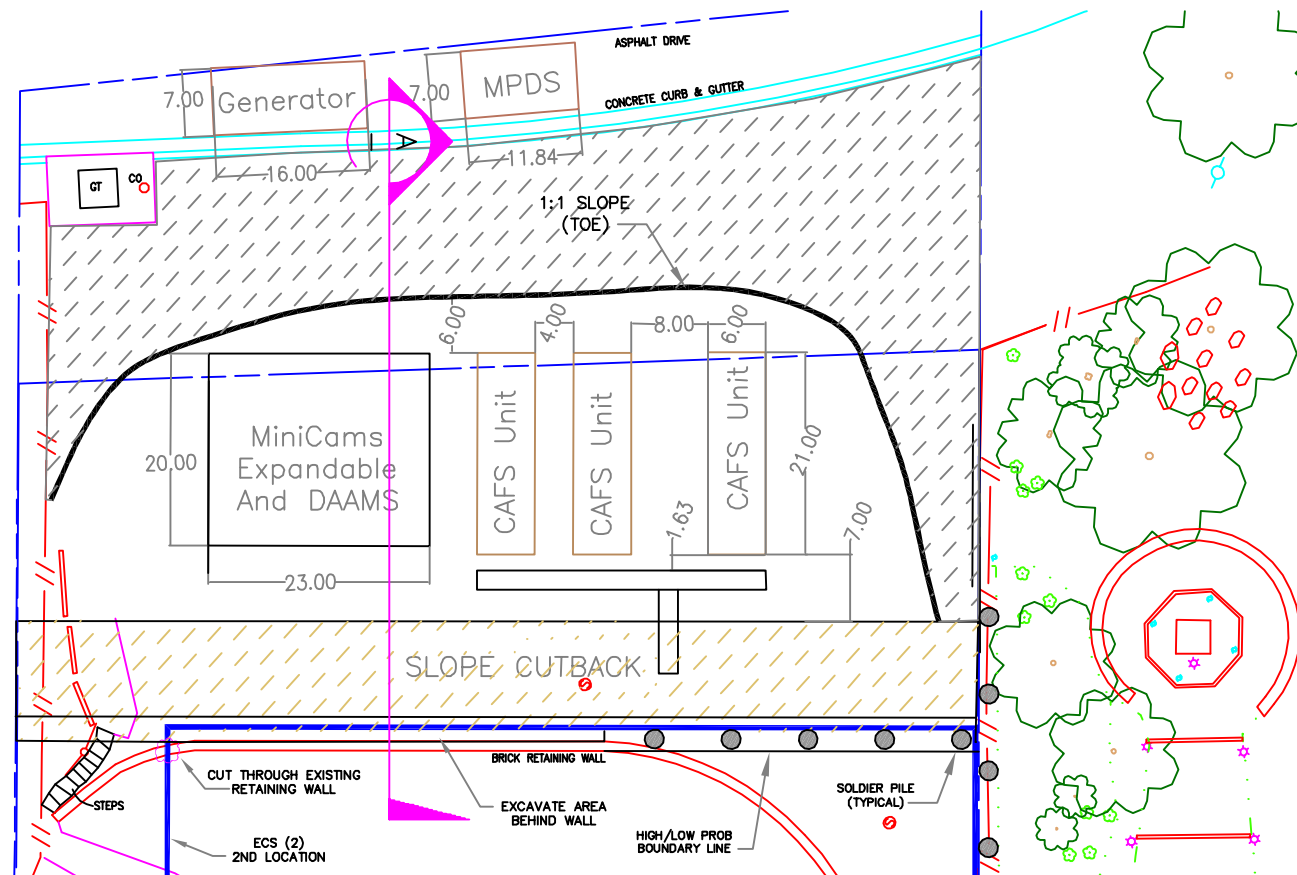 ASPHALT DRIVE
CONCRETE CURB & GUTTER
7.00
Generator
7.00
MPDS
A
16.00
11.84
GT
CO
1:1 SLOPE
(TOE)
6.00
4.00
8.00
6.00
MiniCams
Expandable
And DAAMS
20.00
23.00
CAFS Unit
CAFS Unit
CAFS Unit
21.00
1.63
7.00
SLOPE CUTBACK
BRICK RETAINING WALL
CUT THROUGH EXISTING
RETAINING WALL
STEPS
EXCAVATE AREA
BEHIND WALL
SOLDIER PILE
(TYPICAL)
HIGH/LOW PROB
BOUNDARY LINE
ECS (2)
2ND LOCATION